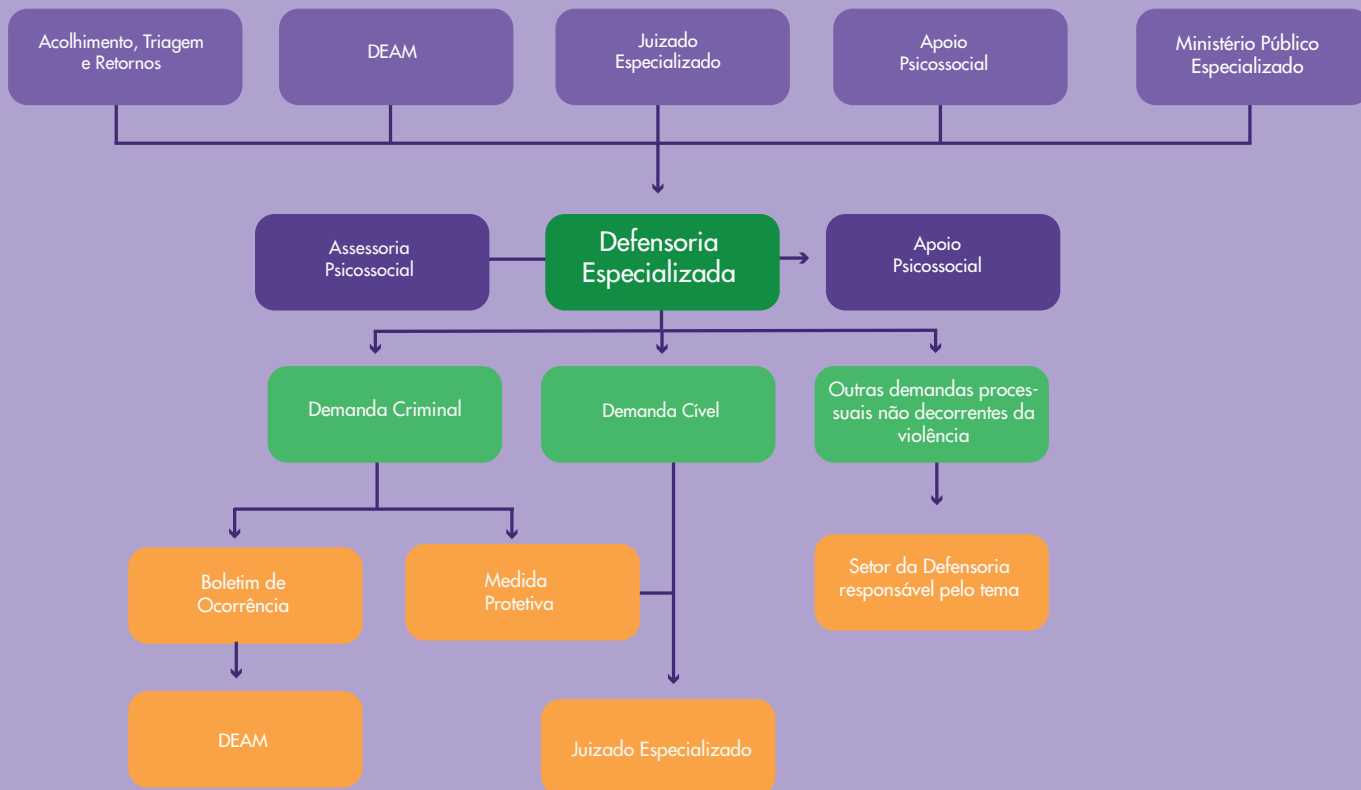 Acolhimento, Triagem
e Retornos
DEAM
Juizado
Especializado
Apoio
Psicossocial
Ministério Público
Especializado
Assessoria
Psicossocial
Defensoria
Especializada
Apoio
Psicossocial
Demanda Criminal
Demanda Cível
Outras demandas proces-
suais não decorrentes da
violência
Boletim de
Ocorrência
Medida
Protetiva
Setor da Defensoria
responsável pelo tema
DEAM
Juizado Especializado